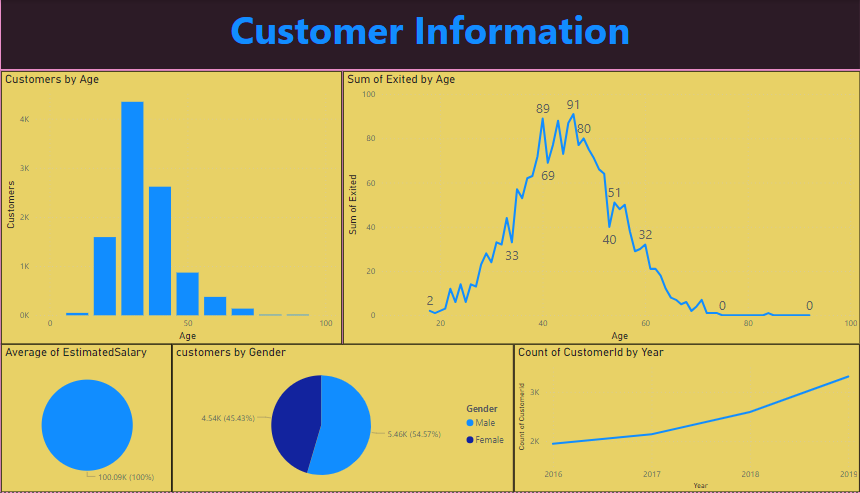 Customer Information
Customers by Age
4K
3K
2K
1K
0K
Customers
0
50
100
Age
Sum of Exited by Age
100
80
60
40
20
0
Sum of Exited
2
33
89
69
91
80
40
51
32
0
0
20
40
60
80
100
Age
Average of EstimatedSalary
100.09K (100%)
customers by Gender
4.54K (45.43%)
5.46K (54.57%)
Gender
Male
Female
Count of CustomerId by Year
3K
2K
Count of CustomerId
2016
2017
2018
2019
Year